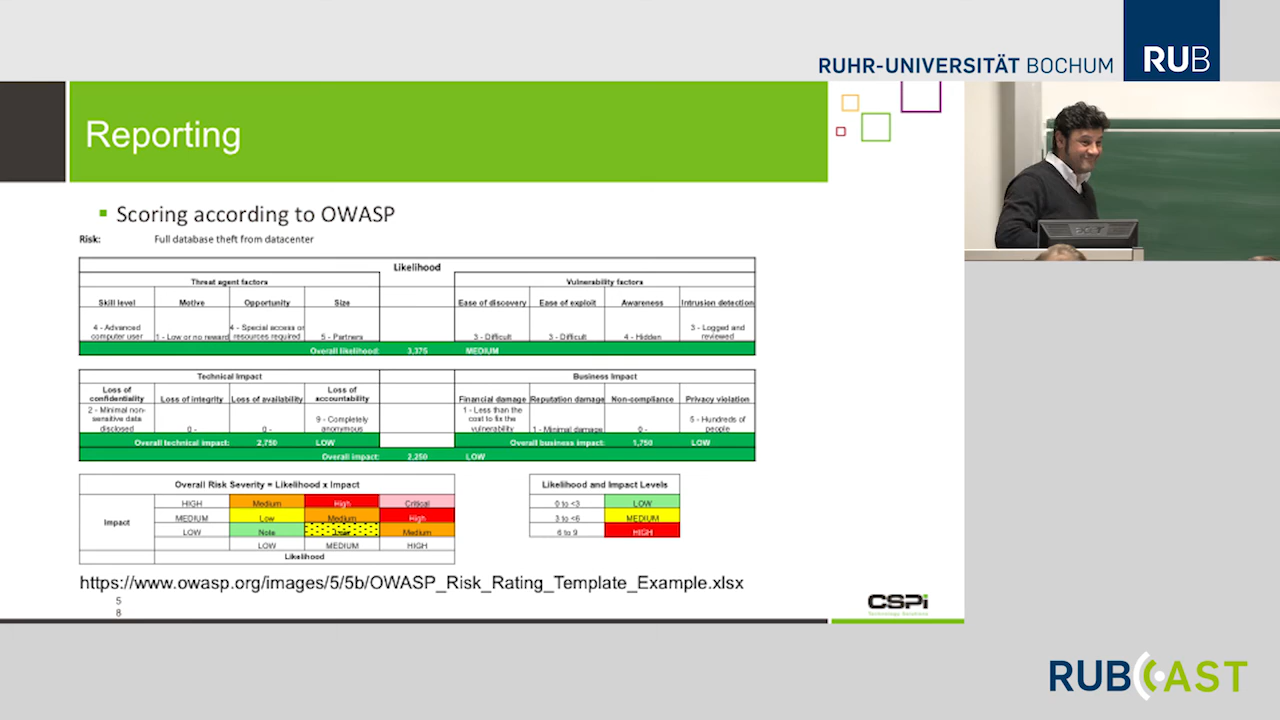 RUHR-UNIVERSITÄT BOCHUM RUB
Reporting
Scoring according to OWASP
Risk: Full database theft from datacenter
Likelihood
Threat agent factors Vulnerability factors
Skill level Motive Opportunity Size Ease of discovery Ease of exploit Awareness Intrusion detection
4 - Advanced computer user 1 - Low or no reward 4 - Special access or resources required 5 - Partners 3 - Difficult 3 - Difficult 4 - Hidden 3 - Logged and reviewed
Overall likelihood: 3,375 MEDIUM
Technical Impact Business Impact
Loss of confidentiality Loss of integrity Loss of availability Loss of accountability Financial damage Reputation damage Non-compliance Privacy violation
2 - Minimal non-sensitive data disclosed 0 - 0 - 9 - Completely anonymous 1 - Less than the cost to fix the vulnerability 1 - Minimal damage 0 - 5 - Hundreds of people
Overall technical impact: 2,750 LOW Overall business impact: 1,750 LOW
Overall impact: 2,250 LOW
Overall Risk Severity = Likelihood x Impact Likelihood and Impact Levels
Impact HIGH Medium High Critical 0 to <3 LOW
MEDIUM Low Medium High 3 to <6 MEDIUM
LOW Note Medium 6 to 9 HIGH
LOW MEDIUM HIGH
Likelihood
https://www.owasp.org/images/5/5b/OWASP_Risk_Rating_Template_Example.xlsx
5
8
CSPi
Technology Solutions
RUBCAST